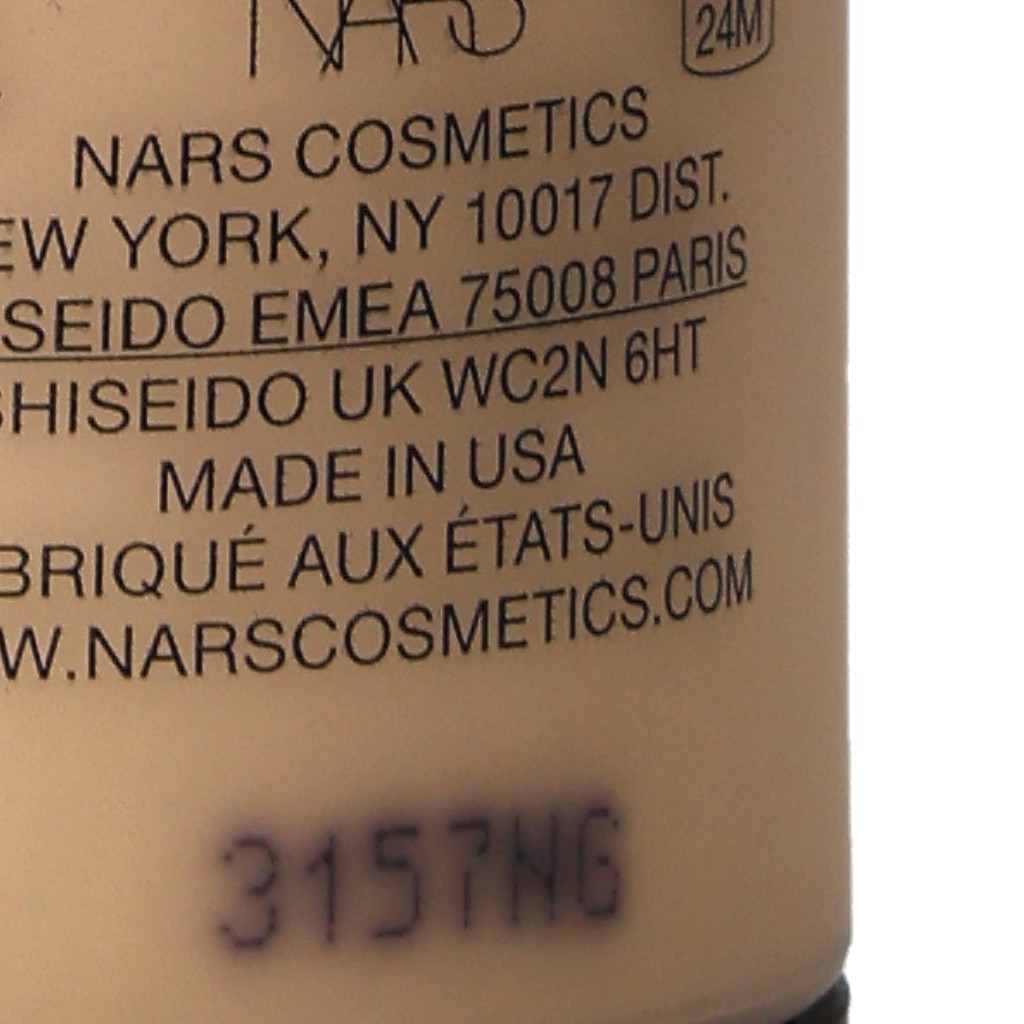 NARS
24M
NARS COSMETICS
EW YORK, NY 10017 DIST.
SEIDO EMEA 75008 PARIS
SHISEIDO UK WC2N 6HT
MADE IN USA
BRIQUÉ AUX ÉTATS-UNIS
W.NARSCOSMETICS.COM
3157NG